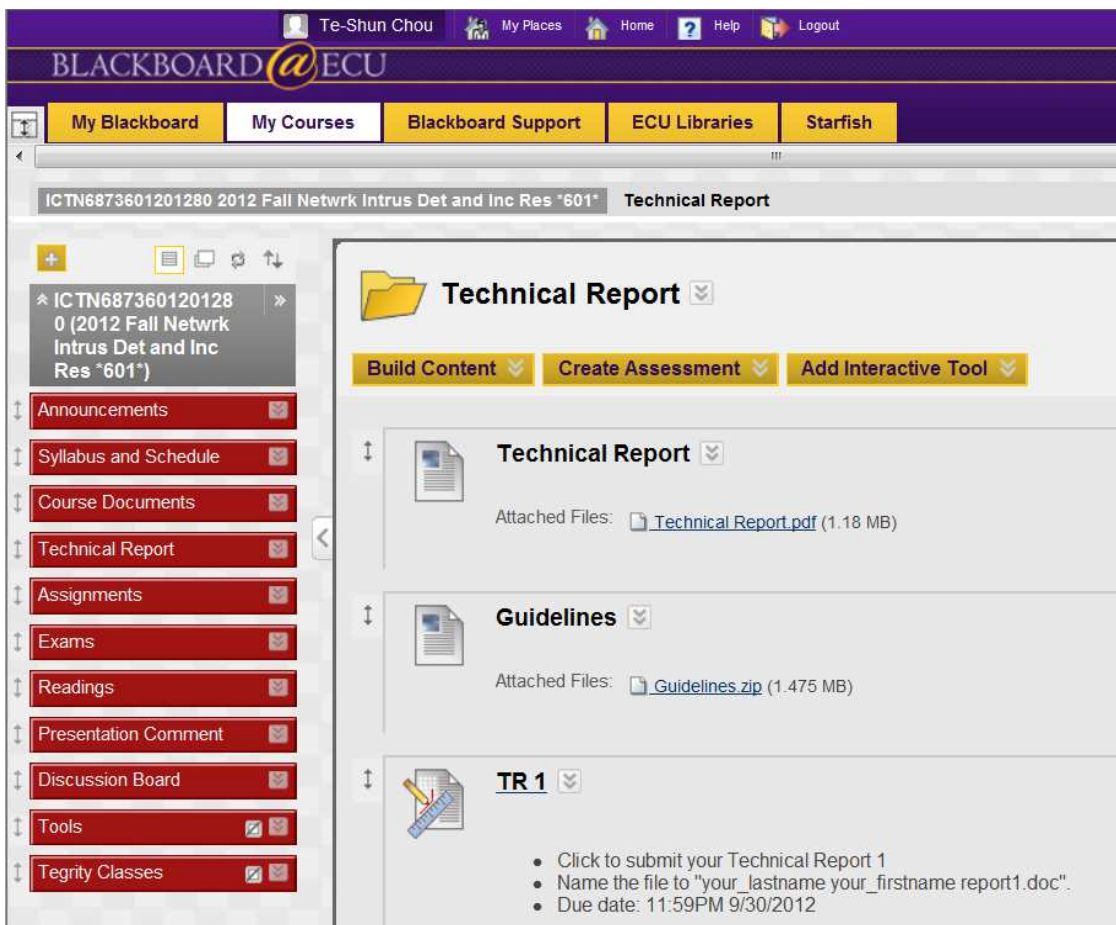 Te-Shun Chou My Places Home Help Logout
BLACKBOARD@ECU
My Blackboard My Courses Blackboard Support ECU Libraries Starfish
ICTN6873601201280 2012 Fall Netwrk Intrus Det and Inc Res *601* Technical Report
ICTN687360120128
0 (2012 Fall Netwrk
Intrus Det and Inc
Res *601*)
Announcements
Syllabus and Schedule
Course Documents
Technical Report
Assignments
Exams
Readings
Presentation Comment
Discussion Board
Tools
Tegrity Classes
Technical Report
Build Content Create Assessment Add Interactive Tool
Technical Report
Attached Files: Technical Report.pdf (1.18 MB)
Guidelines
Attached Files: Guidelines.zip (1.475 MB)
TR 1
• Click to submit your Technical Report 1
• Name the file to "your_lastname your_firstname report1.doc".
• Due date: 11:59PM 9/30/2012